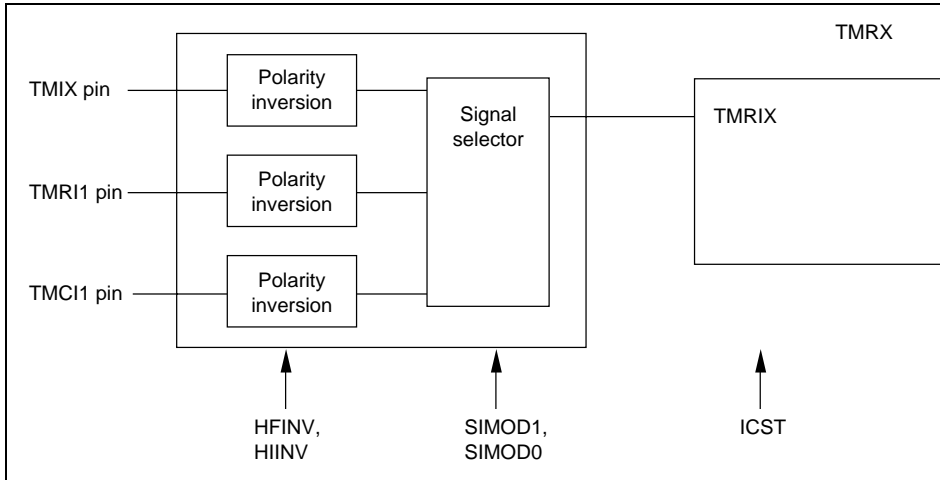 TMRX
TMIX pin
Polarity
inversion
Signal
selector
TMRIX
TMRI1 pin
Polarity
inversion
TMCI1 pin
Polarity
inversion
HFINV,
HIINV
SIMOD1,
SIMOD0
ICST